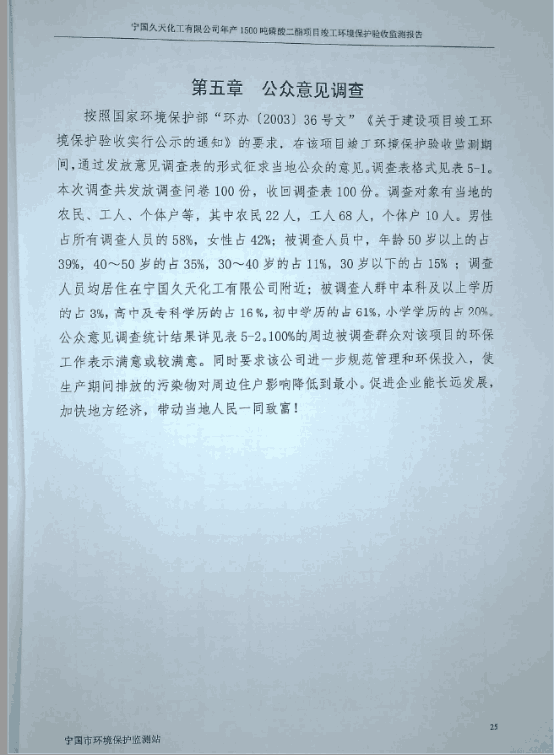 宁国久天化工有限公司年产1500吨磷酸二酯项目竣工环境保护验收监测报告
第五章 公众意见调查
按照国家环境保护部“环办〔2003〕36号文”《关于建设项目竣工环
境保护验收实行公示的通知》的要求，在该项目竣工环境保护验收监测期
间，通过发放意见调查表的形式征求当地公众的意见。调查表格式见表5-1。
本次调查共发放调查问卷100份，收回调查表100份。调查对象有当地的
农民、工人、个体户等，其中农民22人，工人68人，个体户10人。男性
占所有调查人员的58%，女性占42%；被调查人员中，年龄50岁以上的占
39%，40～50岁的占35%，30～40岁的占11%，30岁以下的占15%；调查
人员均居住在宁国久天化工有限公司附近；被调查人群中本科及以上学历
的占3%，高中及专科学历的占16%，初中学历的占61%，小学学历的占20%。
公众意见调查统计结果详见表5-2。100%的周边被调查群众对该项目的环保
工作表示满意或较满意。同时要求该公司进一步规范管理和环保投入，使
生产期间排放的污染物对周边住户影响降低到最小。促进企业能长远发展，
加快地方经济，带动当地人民一同致富！
25
宁国市环境保护监测站